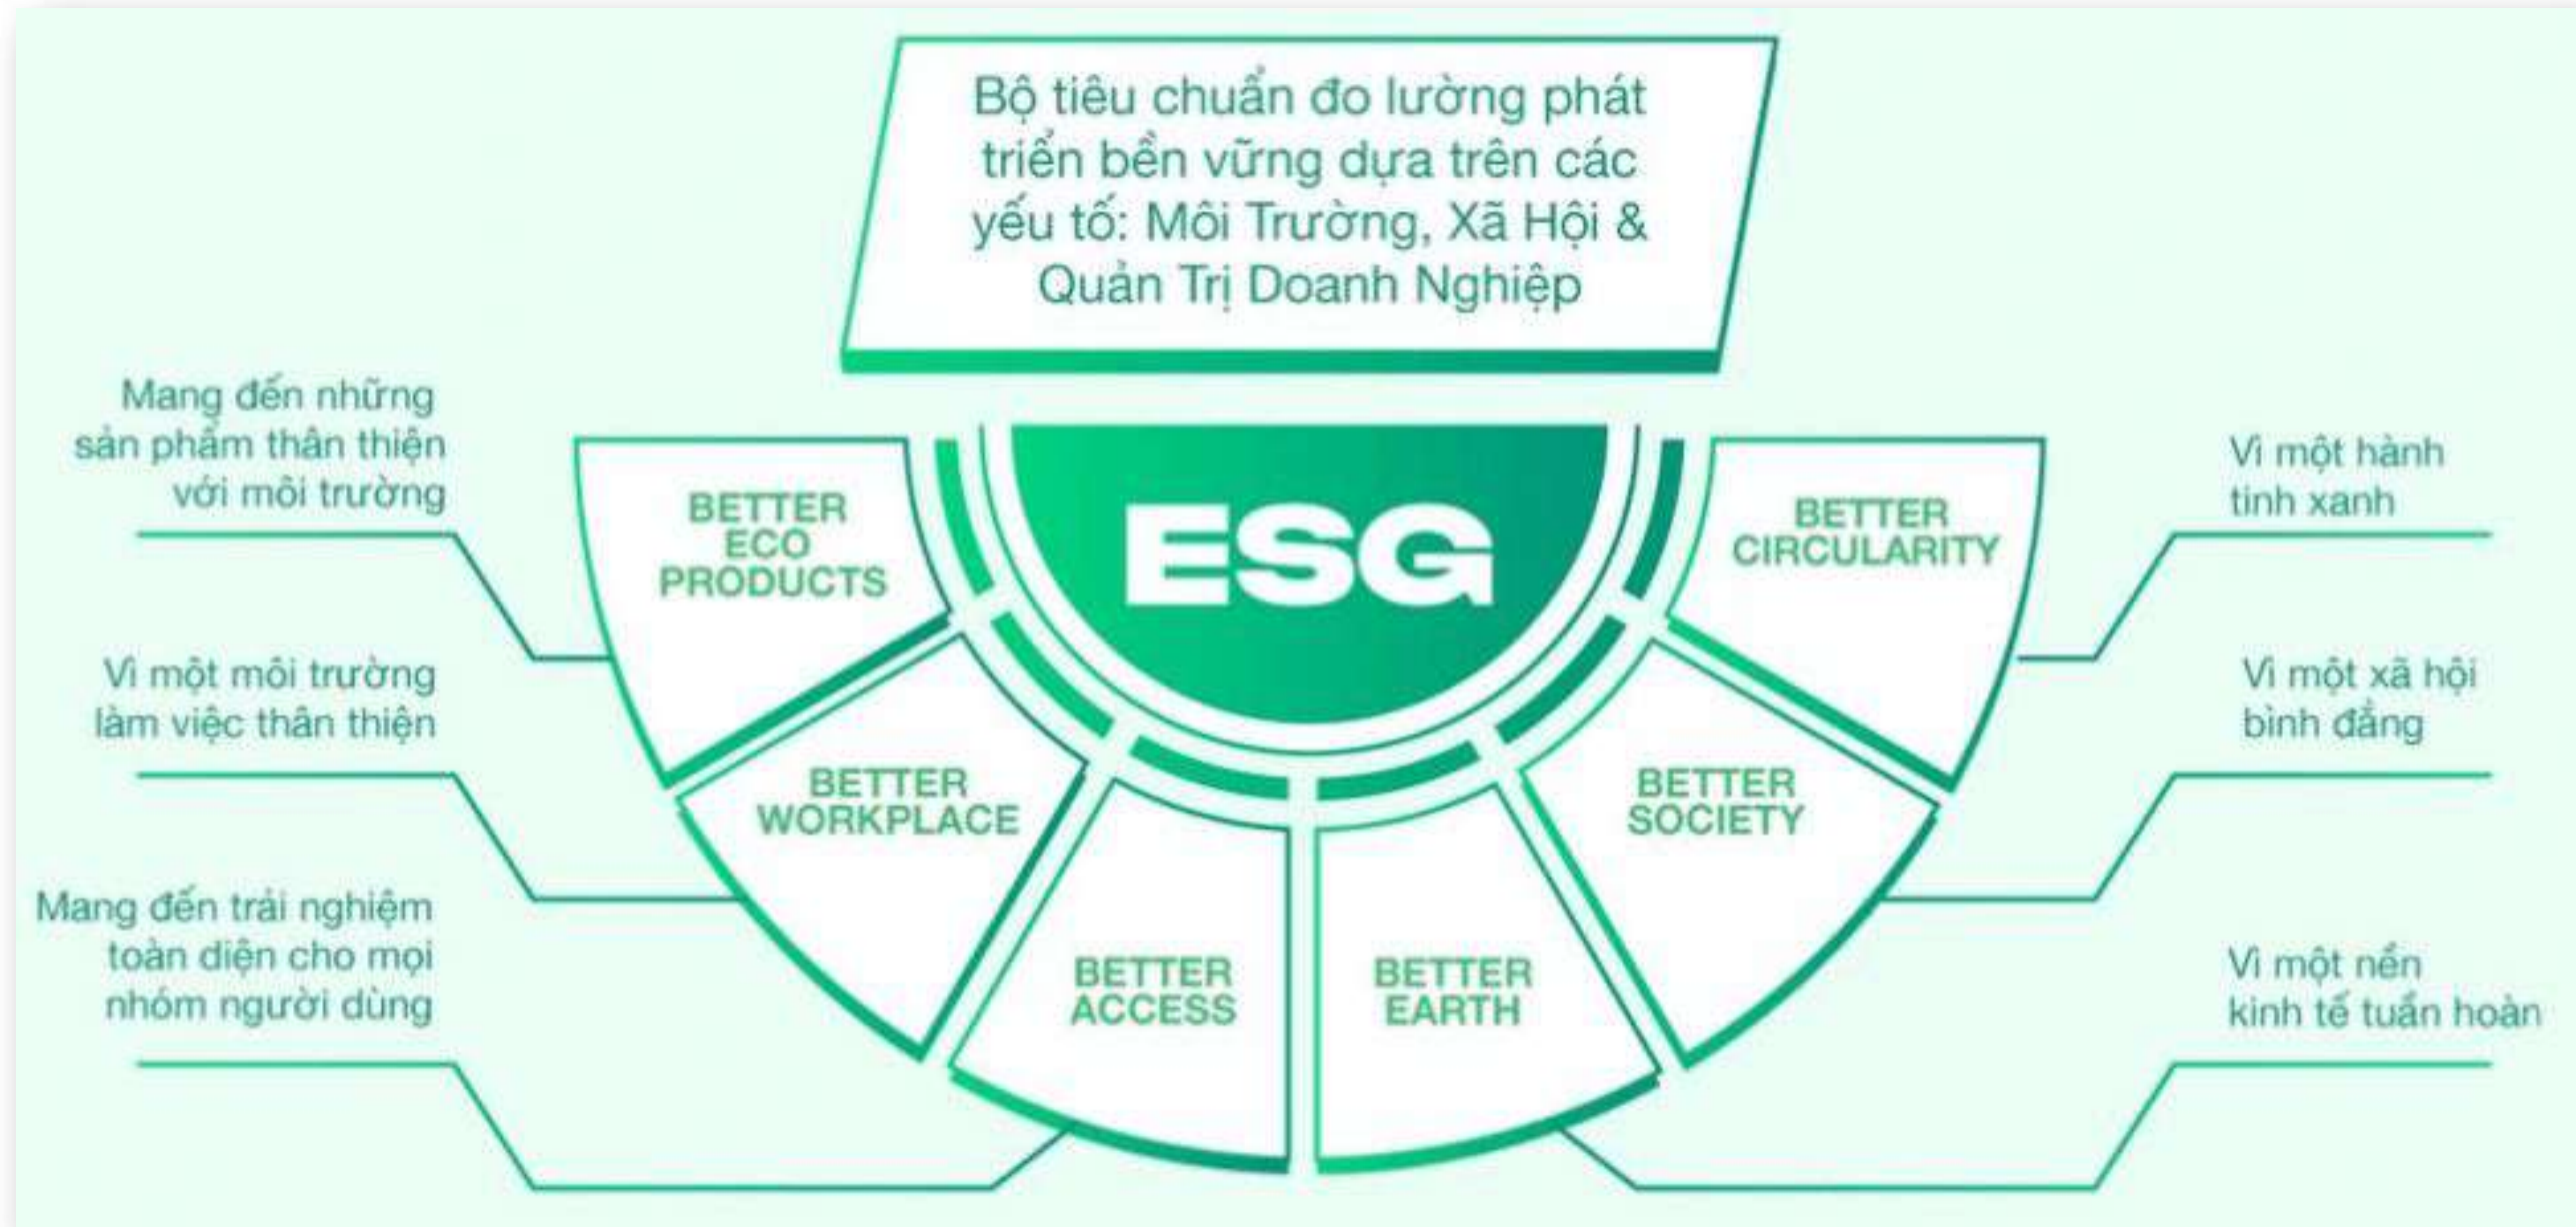 Bộ tiêu chuẩn đo lường phát
triển bền vững dựa trên các
yếu tố: Môi Trường, Xã Hội &
Quản Trị Doanh Nghiệp
ESG
Mang đến những
sản phẩm thân thiện
với môi trường
BETTER
ECO
PRODUCTS
Vì một môi trường
làm việc thân thiện
BETTER
WORKPLACE
Mang đến trải nghiệm
toàn diện cho mọi
nhóm người dùng
BETTER
ACCESS
BETTER
EARTH
Vì một nền
kinh tế tuần hoàn
BETTER
SOCIETY
Vì một xã hội
bình đẳng
BETTER
CIRCULARITY
Vì một hành
tinh xanh